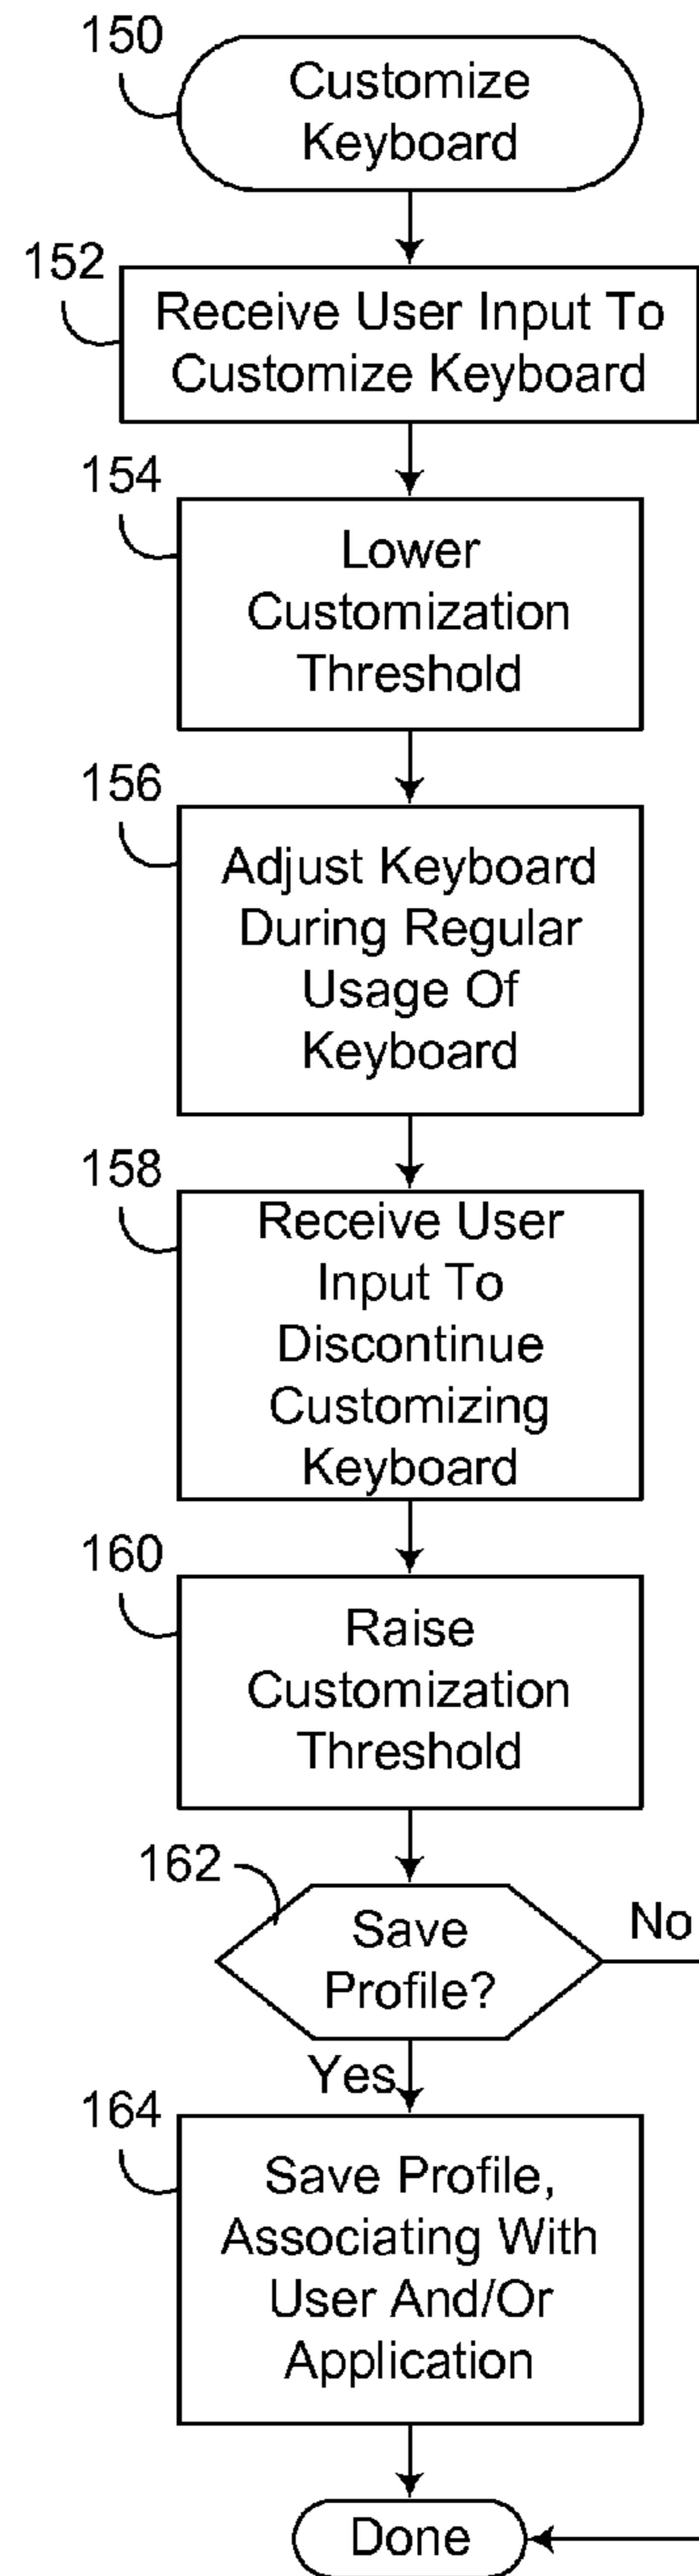 150
Customize
Keyboard
152
Receive User Input To
Customize Keyboard
154
Lower
Customization
Threshold
156
Adjust Keyboard
During Regular
Usage Of
Keyboard
158
Receive User
Input To
Discontinue
Customizing
Keyboard
160
Raise
Customization
Threshold
162
Save
Profile?
No
Yes
164
Save Profile,
Associating With
User And/Or
Application
Done